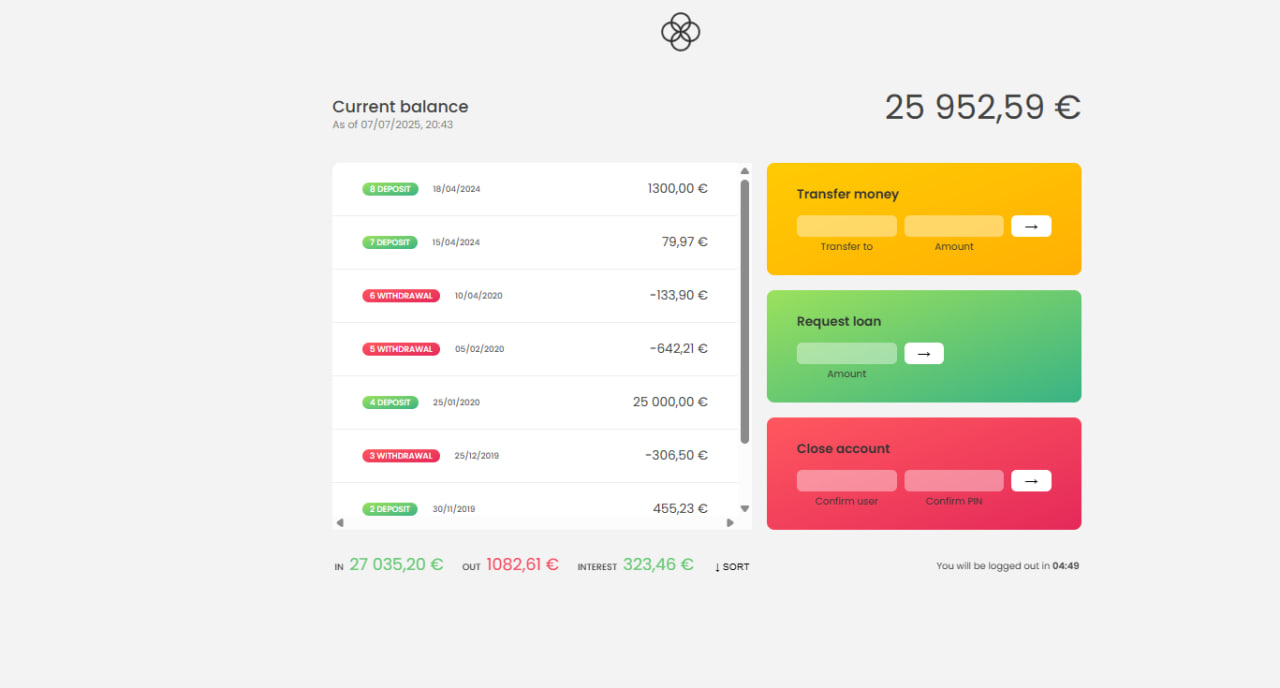 Current balance
As of 07/07/2025, 20:43
25 952,59 €
8 DEPOSIT 18/04/2024 1300,00 €
7 DEPOSIT 15/04/2024 79,97 €
6 WITHDRAWAL 10/04/2020 -133,90 €
5 WITHDRAWAL 05/02/2020 -642,21 €
4 DEPOSIT 25/01/2020 25 000,00 €
3 WITHDRAWAL 25/12/2019 -306,50 €
2 DEPOSIT 30/11/2019 455,23 €
Transfer money
→
Transfer to Amount
Request loan
→
Amount
Close account
→
Confirm user Confirm PIN
IN 27 035,20 € OUT 1082,61 € INTEREST 323,46 € ↓ SORT
You will be logged out in 04:49